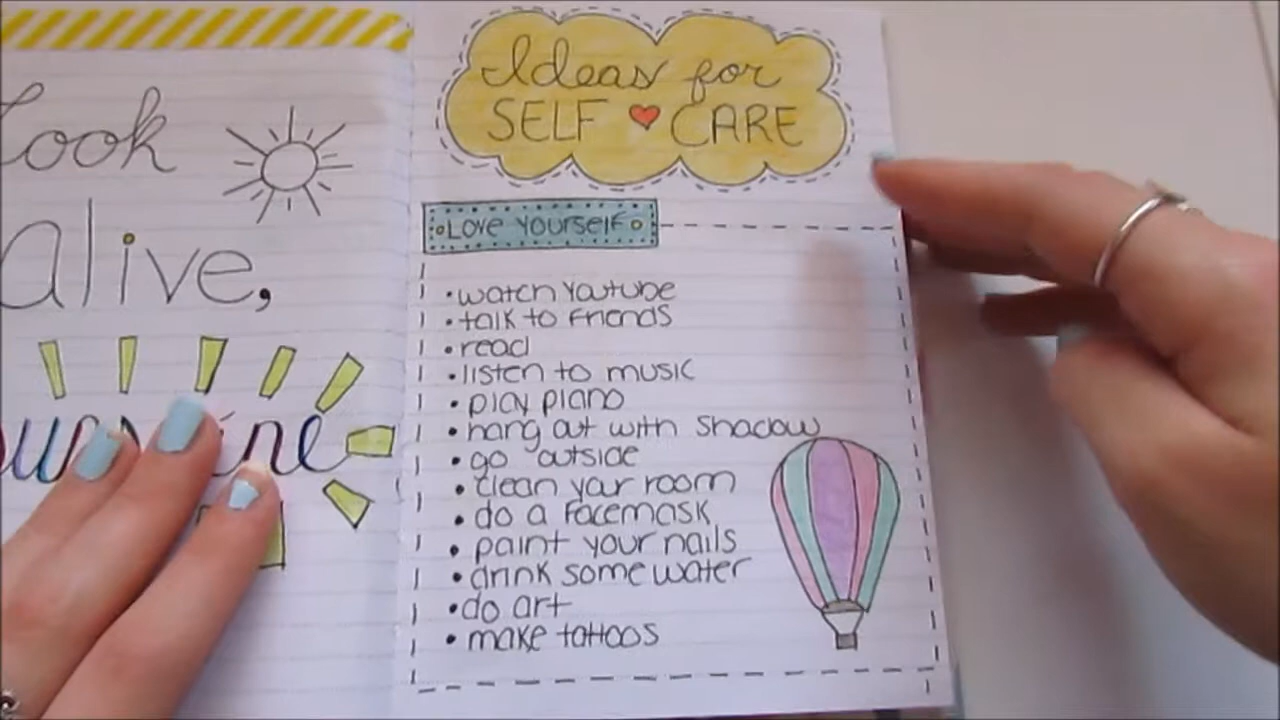 Look
alive,
Ideas for
SELF CARE
Love Yourself
• watch Youtube
• talk to friends
• read
• listen to music
• play piano
• hang out with Shadow
• go outside
• clean your room
• do a facemask
• paint your nails
• drink some water
• do art
• make tattoos